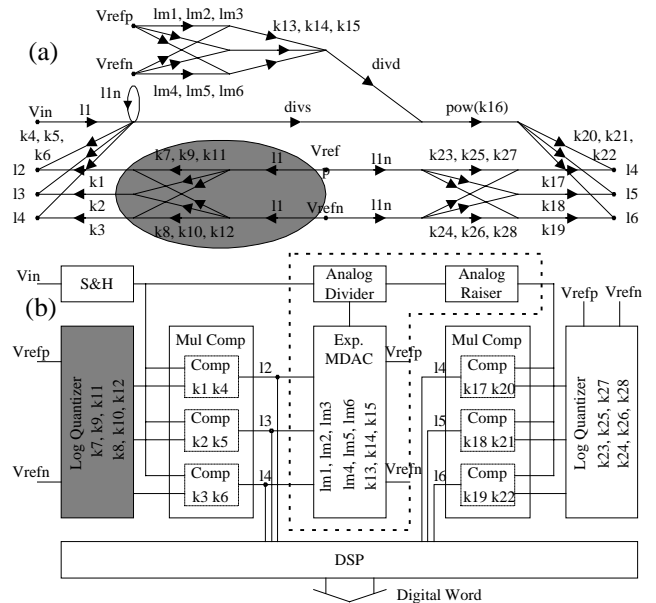 Vrefp
lm1, lm2, lm3
k13, k14, k15
(a)
Vrefn
lm4, lm5, lm6
divd
l1n
Vin
l1
divs
pow(k16)
k4, k5,
k6
k7, k9, k11
l1
Vref
p
l1n
k23, k25, k27
k20, k21,
k22
l2
k1
k17
l4
l3
k2
k18
l5
l4
k3
k8, k10, k12
l1
Vrefn
l1n
k24, k26, k28
k19
l6
Vin
S&H
Analog
Divider
Analog
Raiser
Vrefp
Vrefn
(b)
Vrefp
Vrefn
Log Quantizer
k7, k9, k11
k8, k10, k12
Mul Comp
Comp
k1 k4
Comp
k2 k5
Comp
k3 k6
l2
l3
l4
Exp.
MDAC
lm1, lm2, lm3
lm4, lm5, lm6
k13, k14, k15
Vrefp
Vrefn
l4
l5
l6
Mul Comp
Comp
k17 k20
Comp
k18 k21
Comp
k19 k22
Log Quantizer
k23, k25, k27
k24, k26, k28
DSP
Digital Word